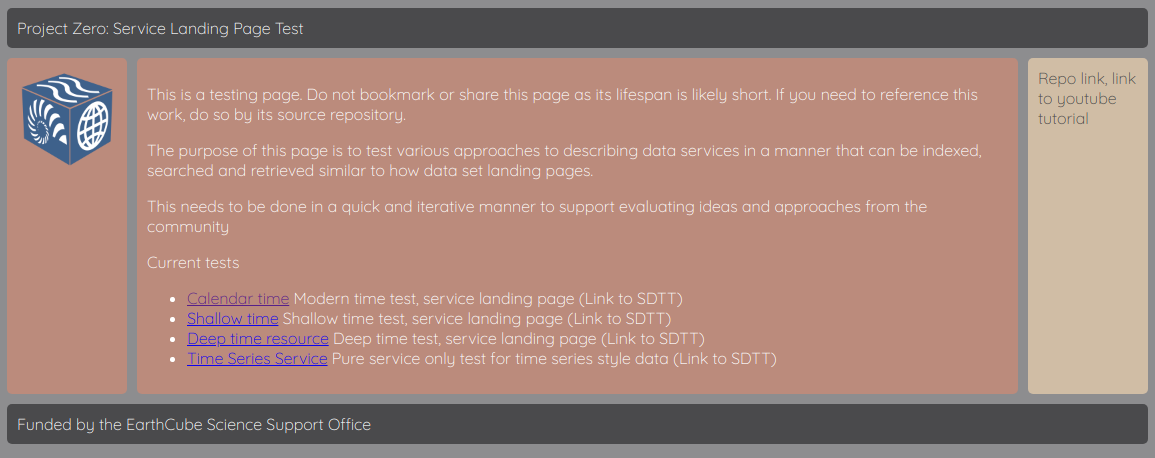 Project Zero: Service Landing Page Test
This is a testing page. Do not bookmark or share this page as its lifespan is likely short. If you need to reference this
work, do so by its source repository.
The purpose of this page is to test various approaches to describing data services in a manner that can be indexed,
searched and retrieved similar to how data set landing pages.
This needs to be done in a quick and iterative manner to support evaluating ideas and approaches from the
community
Current tests
Calendar time Modern time test, service landing page (Link to SDTT)
Shallow time Shallow time test, service landing page (Link to SDTT)
Deep time resource Deep time test, service landing page (Link to SDTT)
Time Series Service Pure service only test for time series style data (Link to SDTT)
Repo link, link
to youtube
tutorial
Funded by the EarthCube Science Support Office